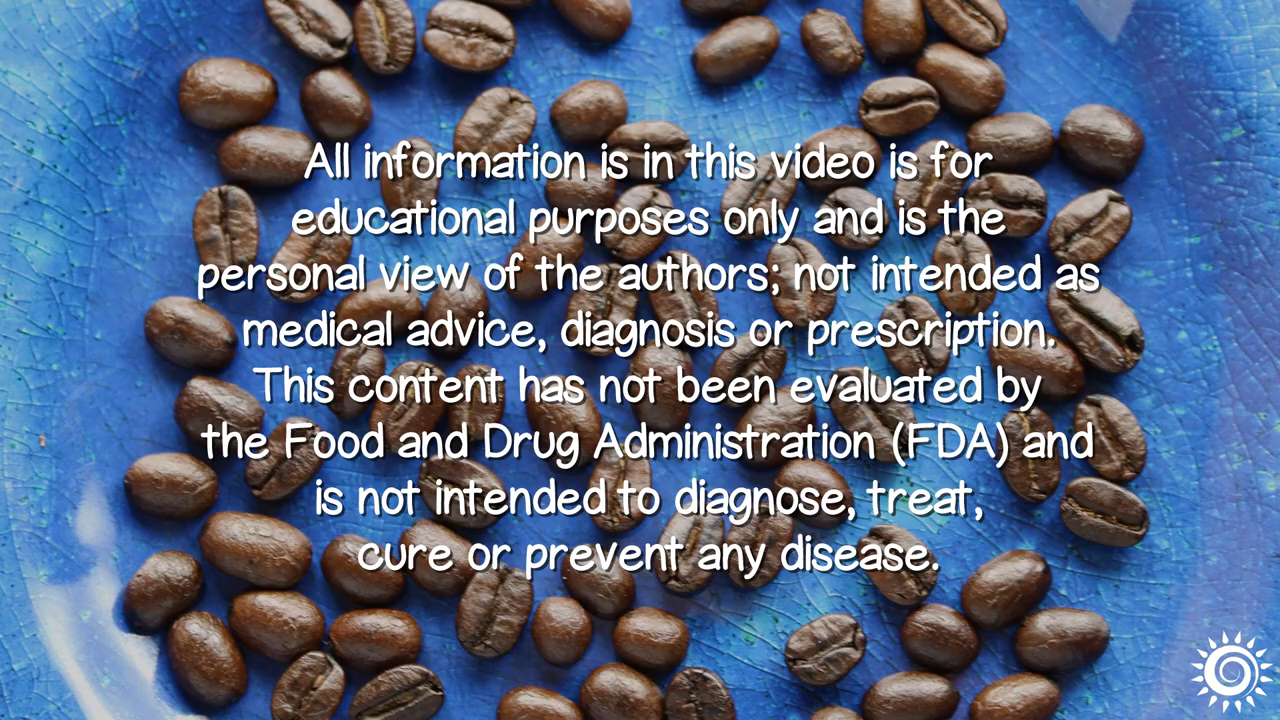 All information is in this video is for
educational purposes only and is the
personal view of the authors; not intended as
medical advice, diagnosis or prescription.
This content has not been evaluated by
the Food and Drug Administration (FDA) and
is not intended to diagnose, treat,
cure or prevent any disease.